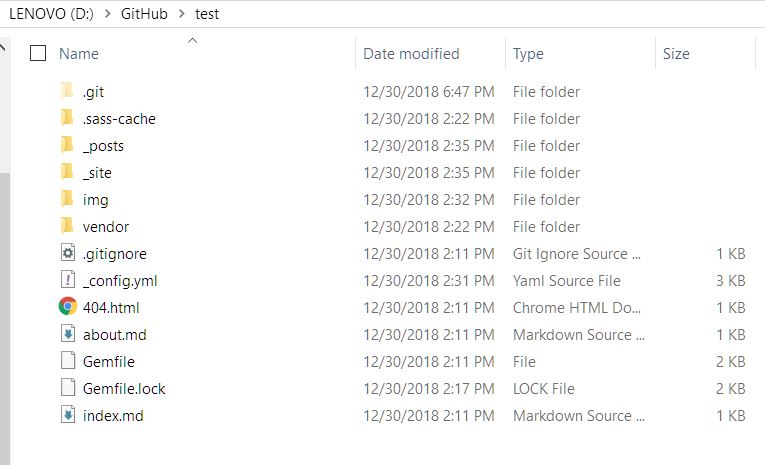 LENOVO (D:) > GitHub > test
Name Date modified Type Size
.git 12/30/2018 6:47 PM File folder
.sass-cache 12/30/2018 2:22 PM File folder
_posts 12/30/2018 2:35 PM File folder
_site 12/30/2018 2:35 PM File folder
img 12/30/2018 2:32 PM File folder
vendor 12/30/2018 2:22 PM File folder
.gitignore 12/30/2018 2:11 PM Git Ignore Source ... 1 KB
_config.yml 12/30/2018 2:31 PM Yaml Source File 3 KB
404.html 12/30/2018 2:11 PM Chrome HTML Do... 1 KB
about.md 12/30/2018 2:11 PM Markdown Source ... 1 KB
Gemfile 12/30/2018 2:11 PM File 2 KB
Gemfile.lock 12/30/2018 2:17 PM LOCK File 2 KB
index.md 12/30/2018 2:11 PM Markdown Source ... 1 KB